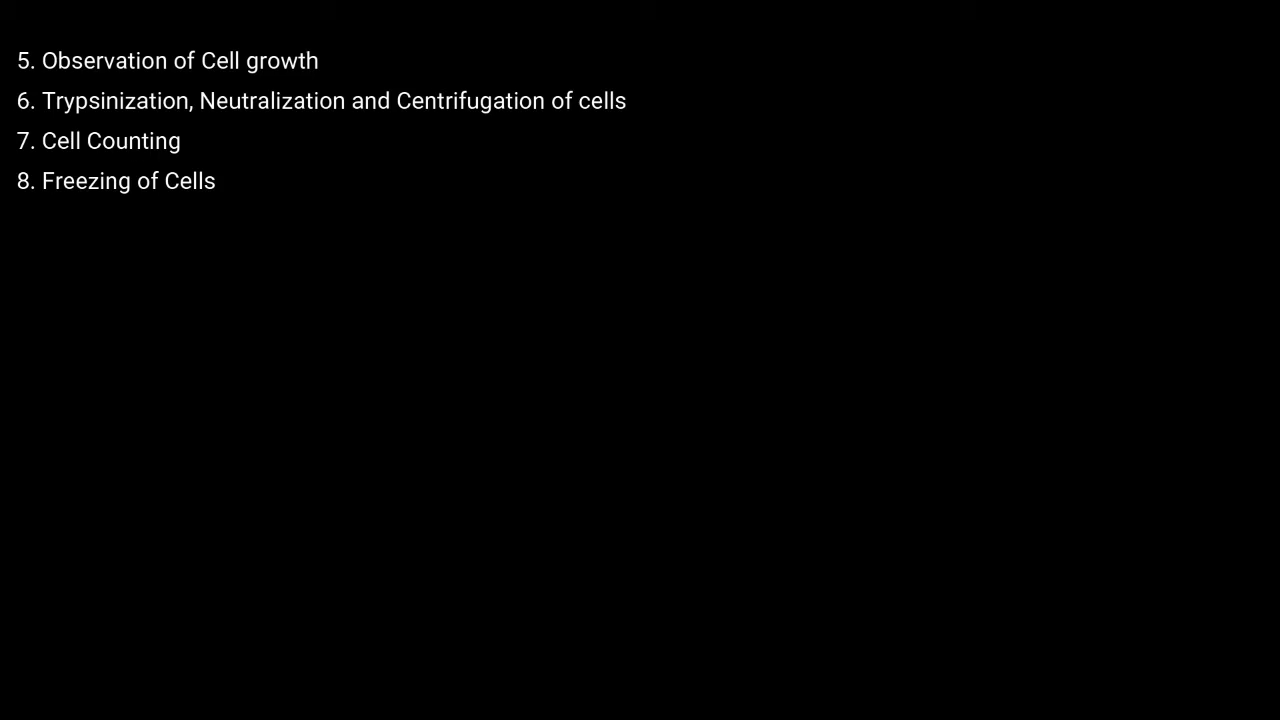 5. Observation of Cell growth
6. Trypsinization, Neutralization and Centrifugation of cells
7. Cell Counting
8. Freezing of Cells